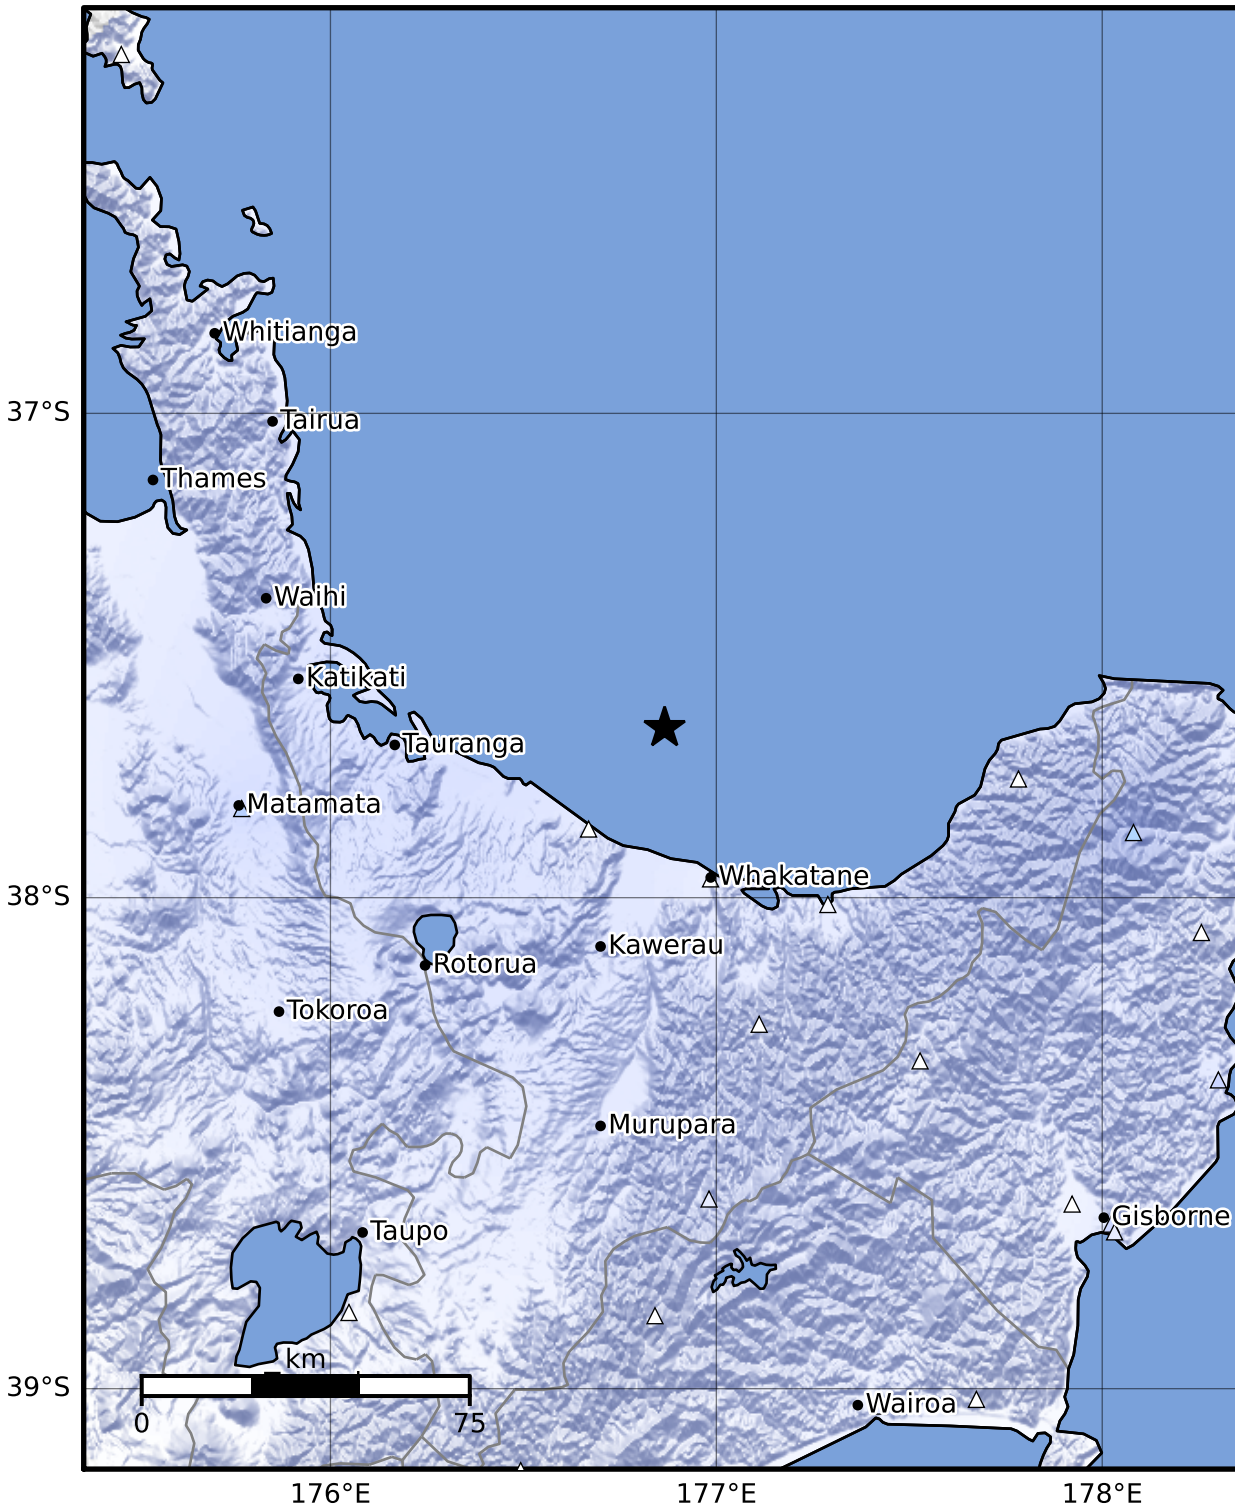 Whitianga
37°S
Tairua
Thames
Waihi
Katikati
Tauranga
Matamata
Whakatane
38°S
Kawerau
Rotorua
Tokoroa
Murupara
Gisborne
Taupo
km
39°S
Wairoa
0 75
176°E 177°E 178°E